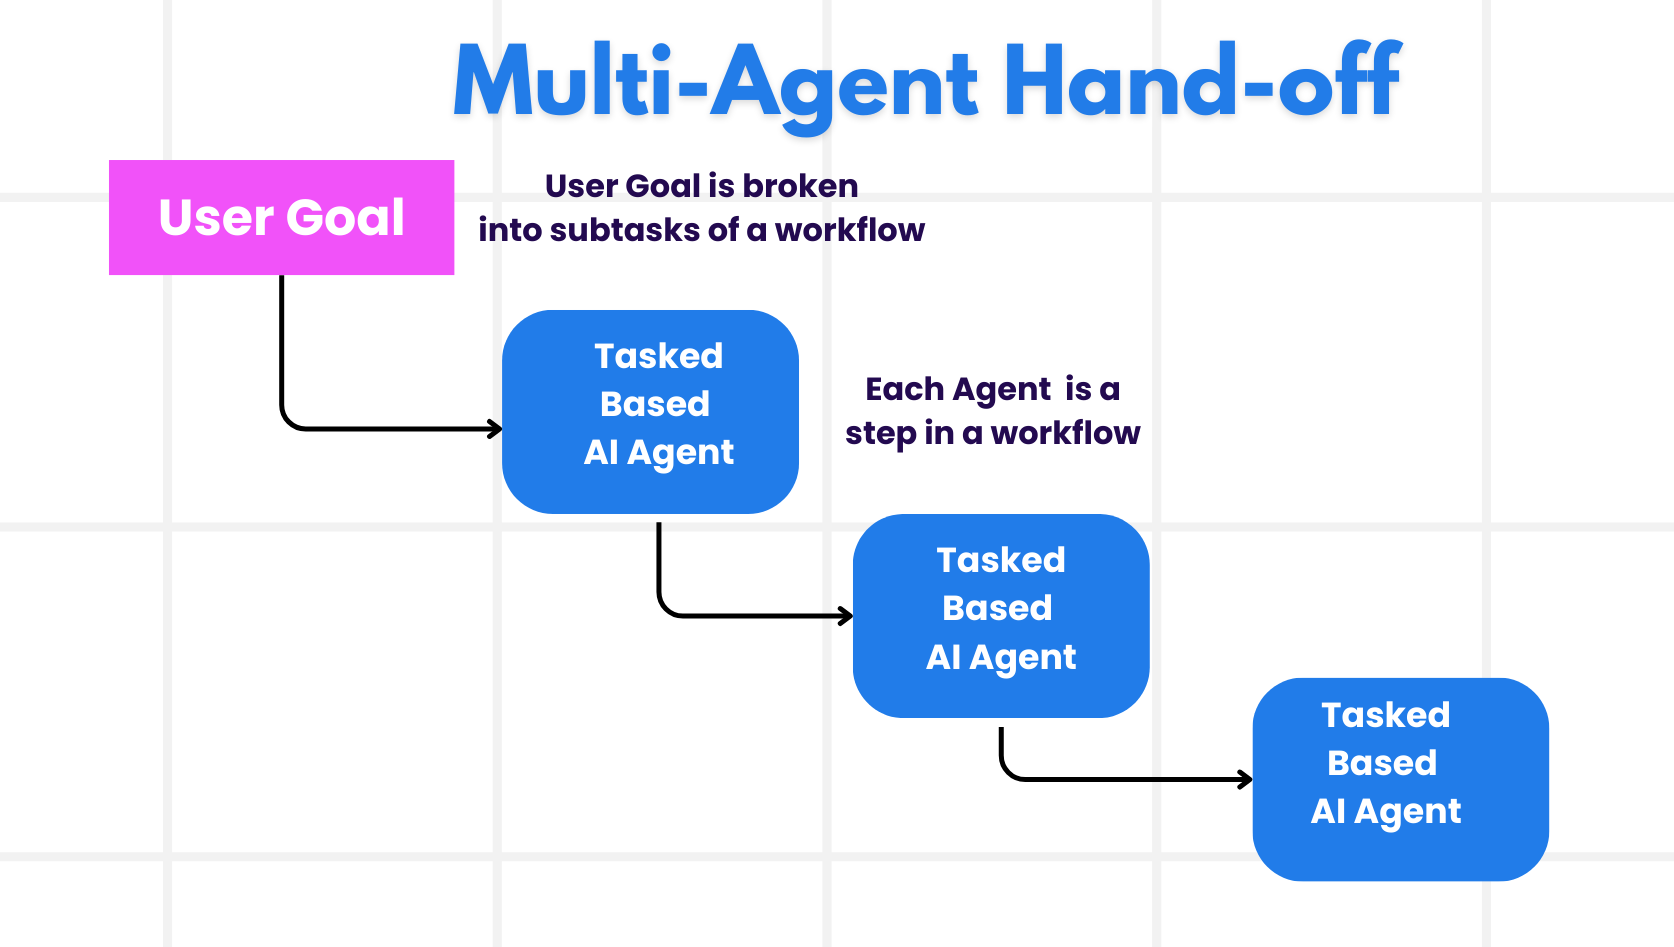 Multi-Agent Hand-off
User Goal
User Goal is broken
into subtasks of a workflow
Tasked
Based
AI Agent
Each Agent  is a
step in a workflow
Tasked
Based
AI Agent
Tasked
Based
AI Agent